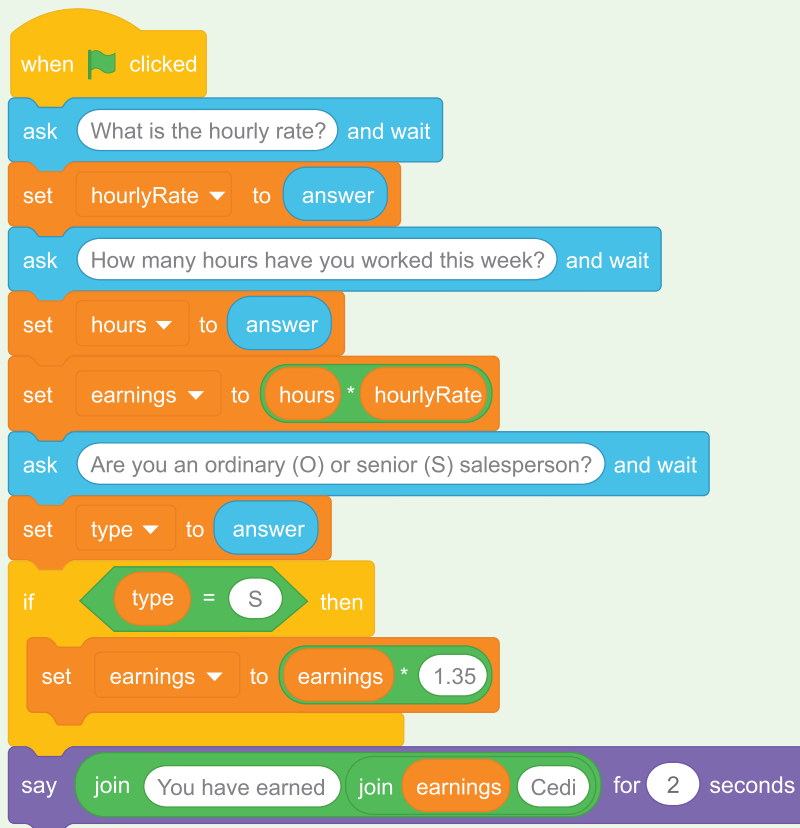 when clicked
ask What is the hourly rate? and wait
set hourlyRate to answer
ask How many hours have you worked this week? and wait
set hours to answer
set earnings to hours * hourlyRate
ask Are you an ordinary (O) or senior (S) salesperson? and wait
set type to answer
if type = S then
set earnings to earnings * 1.35
say join You have earned join earnings Cedi for 2 seconds